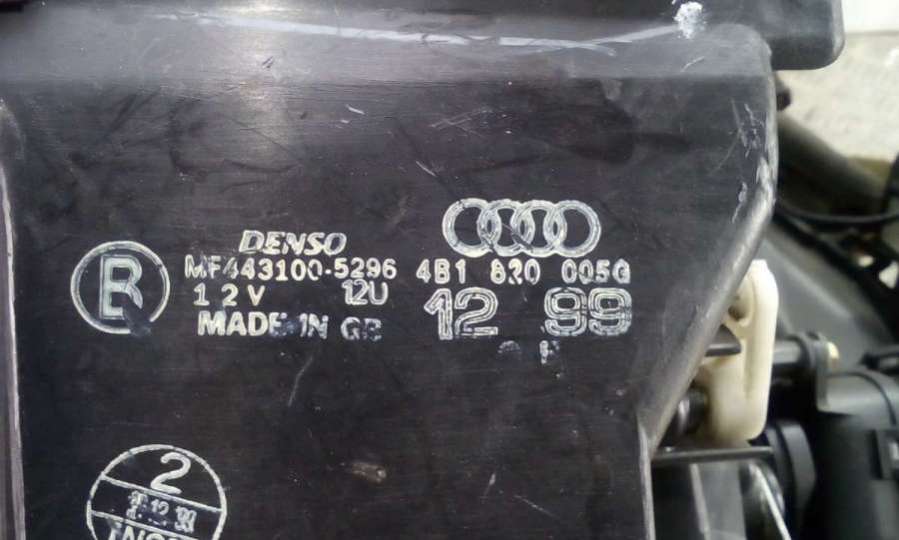 DENSO
B
MF443100-5296 4B1 820 005G
12V 12U
MADE IN GB
12 99
2